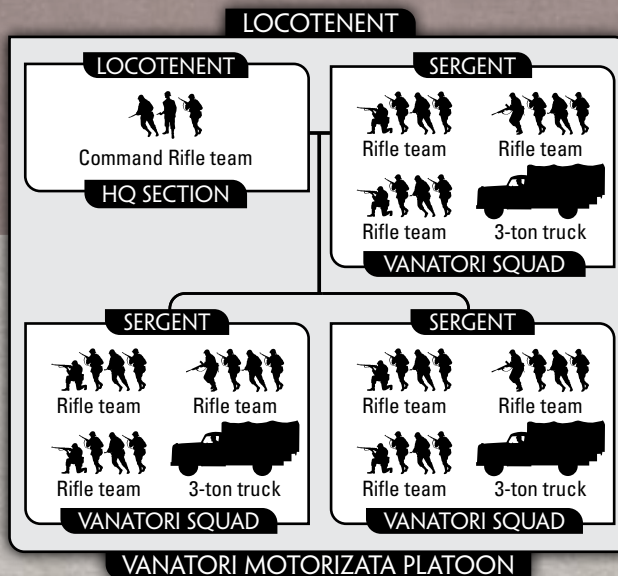 LOCOTENENT
LOCOTENENT
Command Rifle team
HQ SECTION
SERGENT
Rifle team Rifle team
Rifle team 3-ton truck
VANATORI SQUAD
SERGENT
Rifle team Rifle team
Rifle team 3-ton truck
VANATORI SQUAD
SERGENT
Rifle team Rifle team
Rifle team 3-ton truck
VANATORI SQUAD
VANATORI MOTORIZATA PLATOON